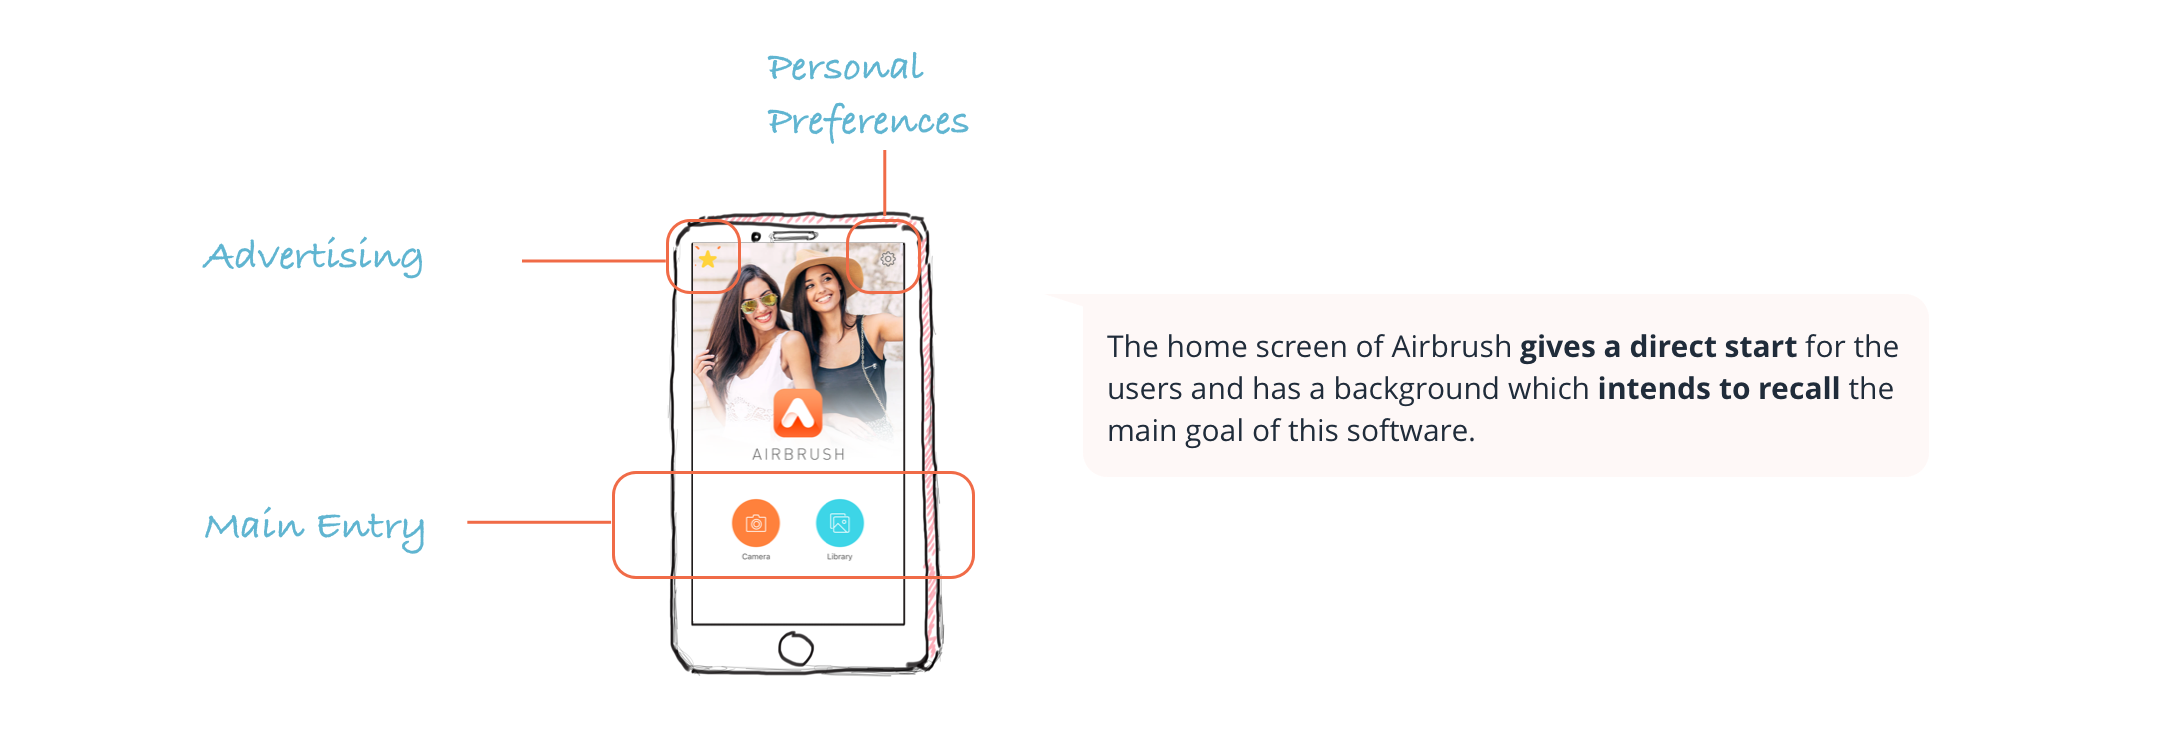 Personal
Preferences
Advertising
AIRBRUSH
Main Entry
Camera
Library
The home screen of Airbrush gives a direct start for the
users and has a background which intends to recall the
main goal of this software.